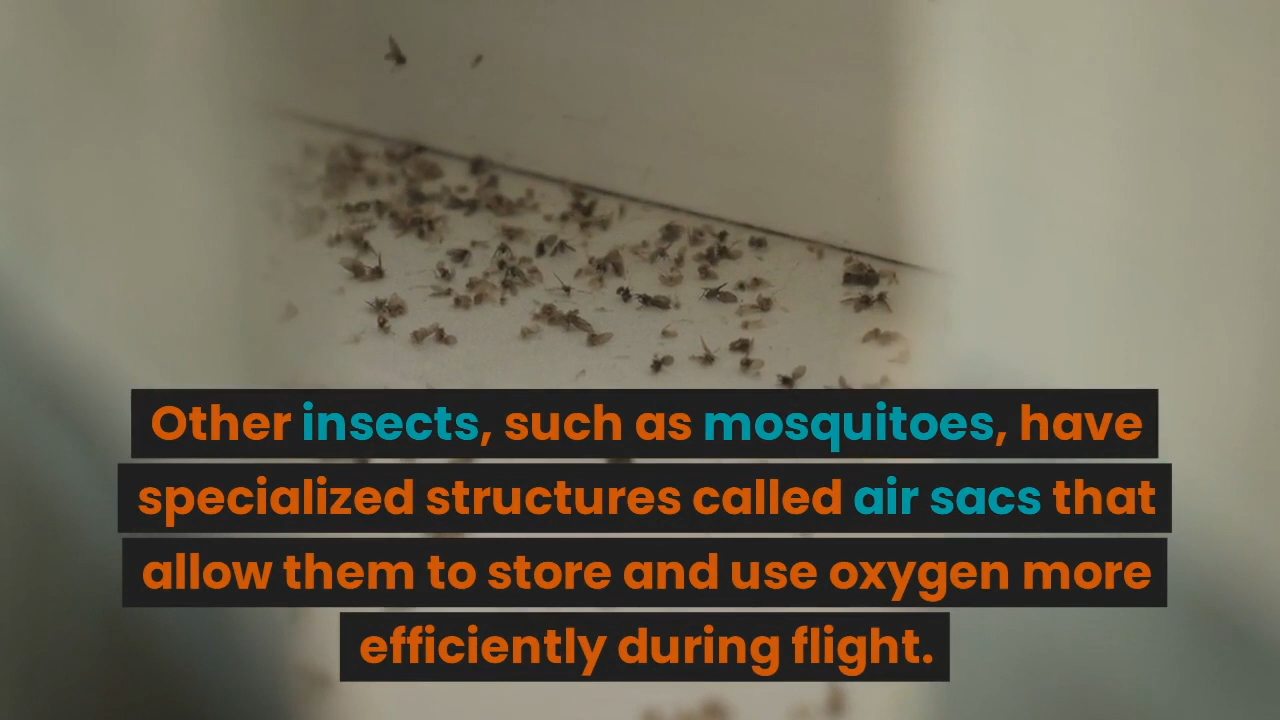 Other insects, such as mosquitoes, have
specialized structures called air sacs that
allow them to store and use oxygen more
efficiently during flight.